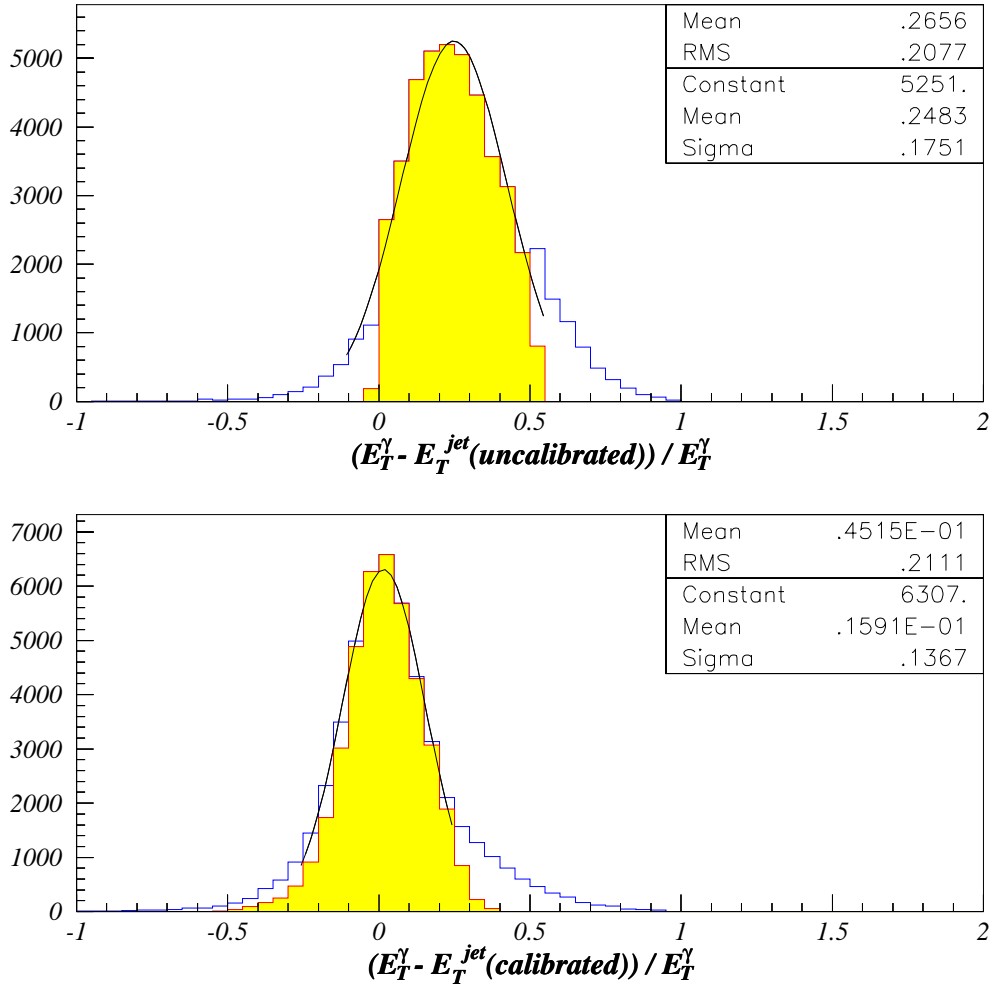 Mean .2656
RMS .2077
Constant 5251.
Mean .2483
Sigma .1751
5000
4000
3000
2000
1000
0
-1 -0.5 0 0.5 1 1.5 2
(E_T^γ - E_T^jet(uncalibrated)) / E_T^γ
Mean .4515E−01
RMS .2111
Constant 6307.
Mean .1591E−01
Sigma .1367
7000
6000
5000
4000
3000
2000
1000
0
-1 -0.5 0 0.5 1 1.5 2
(E_T^γ - E_T^jet(calibrated)) / E_T^γ